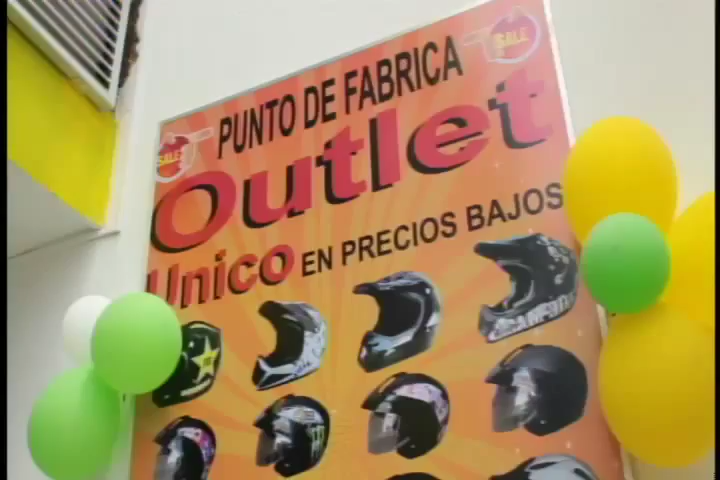 SALE
PUNTO DE FABRICA
SALE
Outlet
Unico EN PRECIOS BAJOS